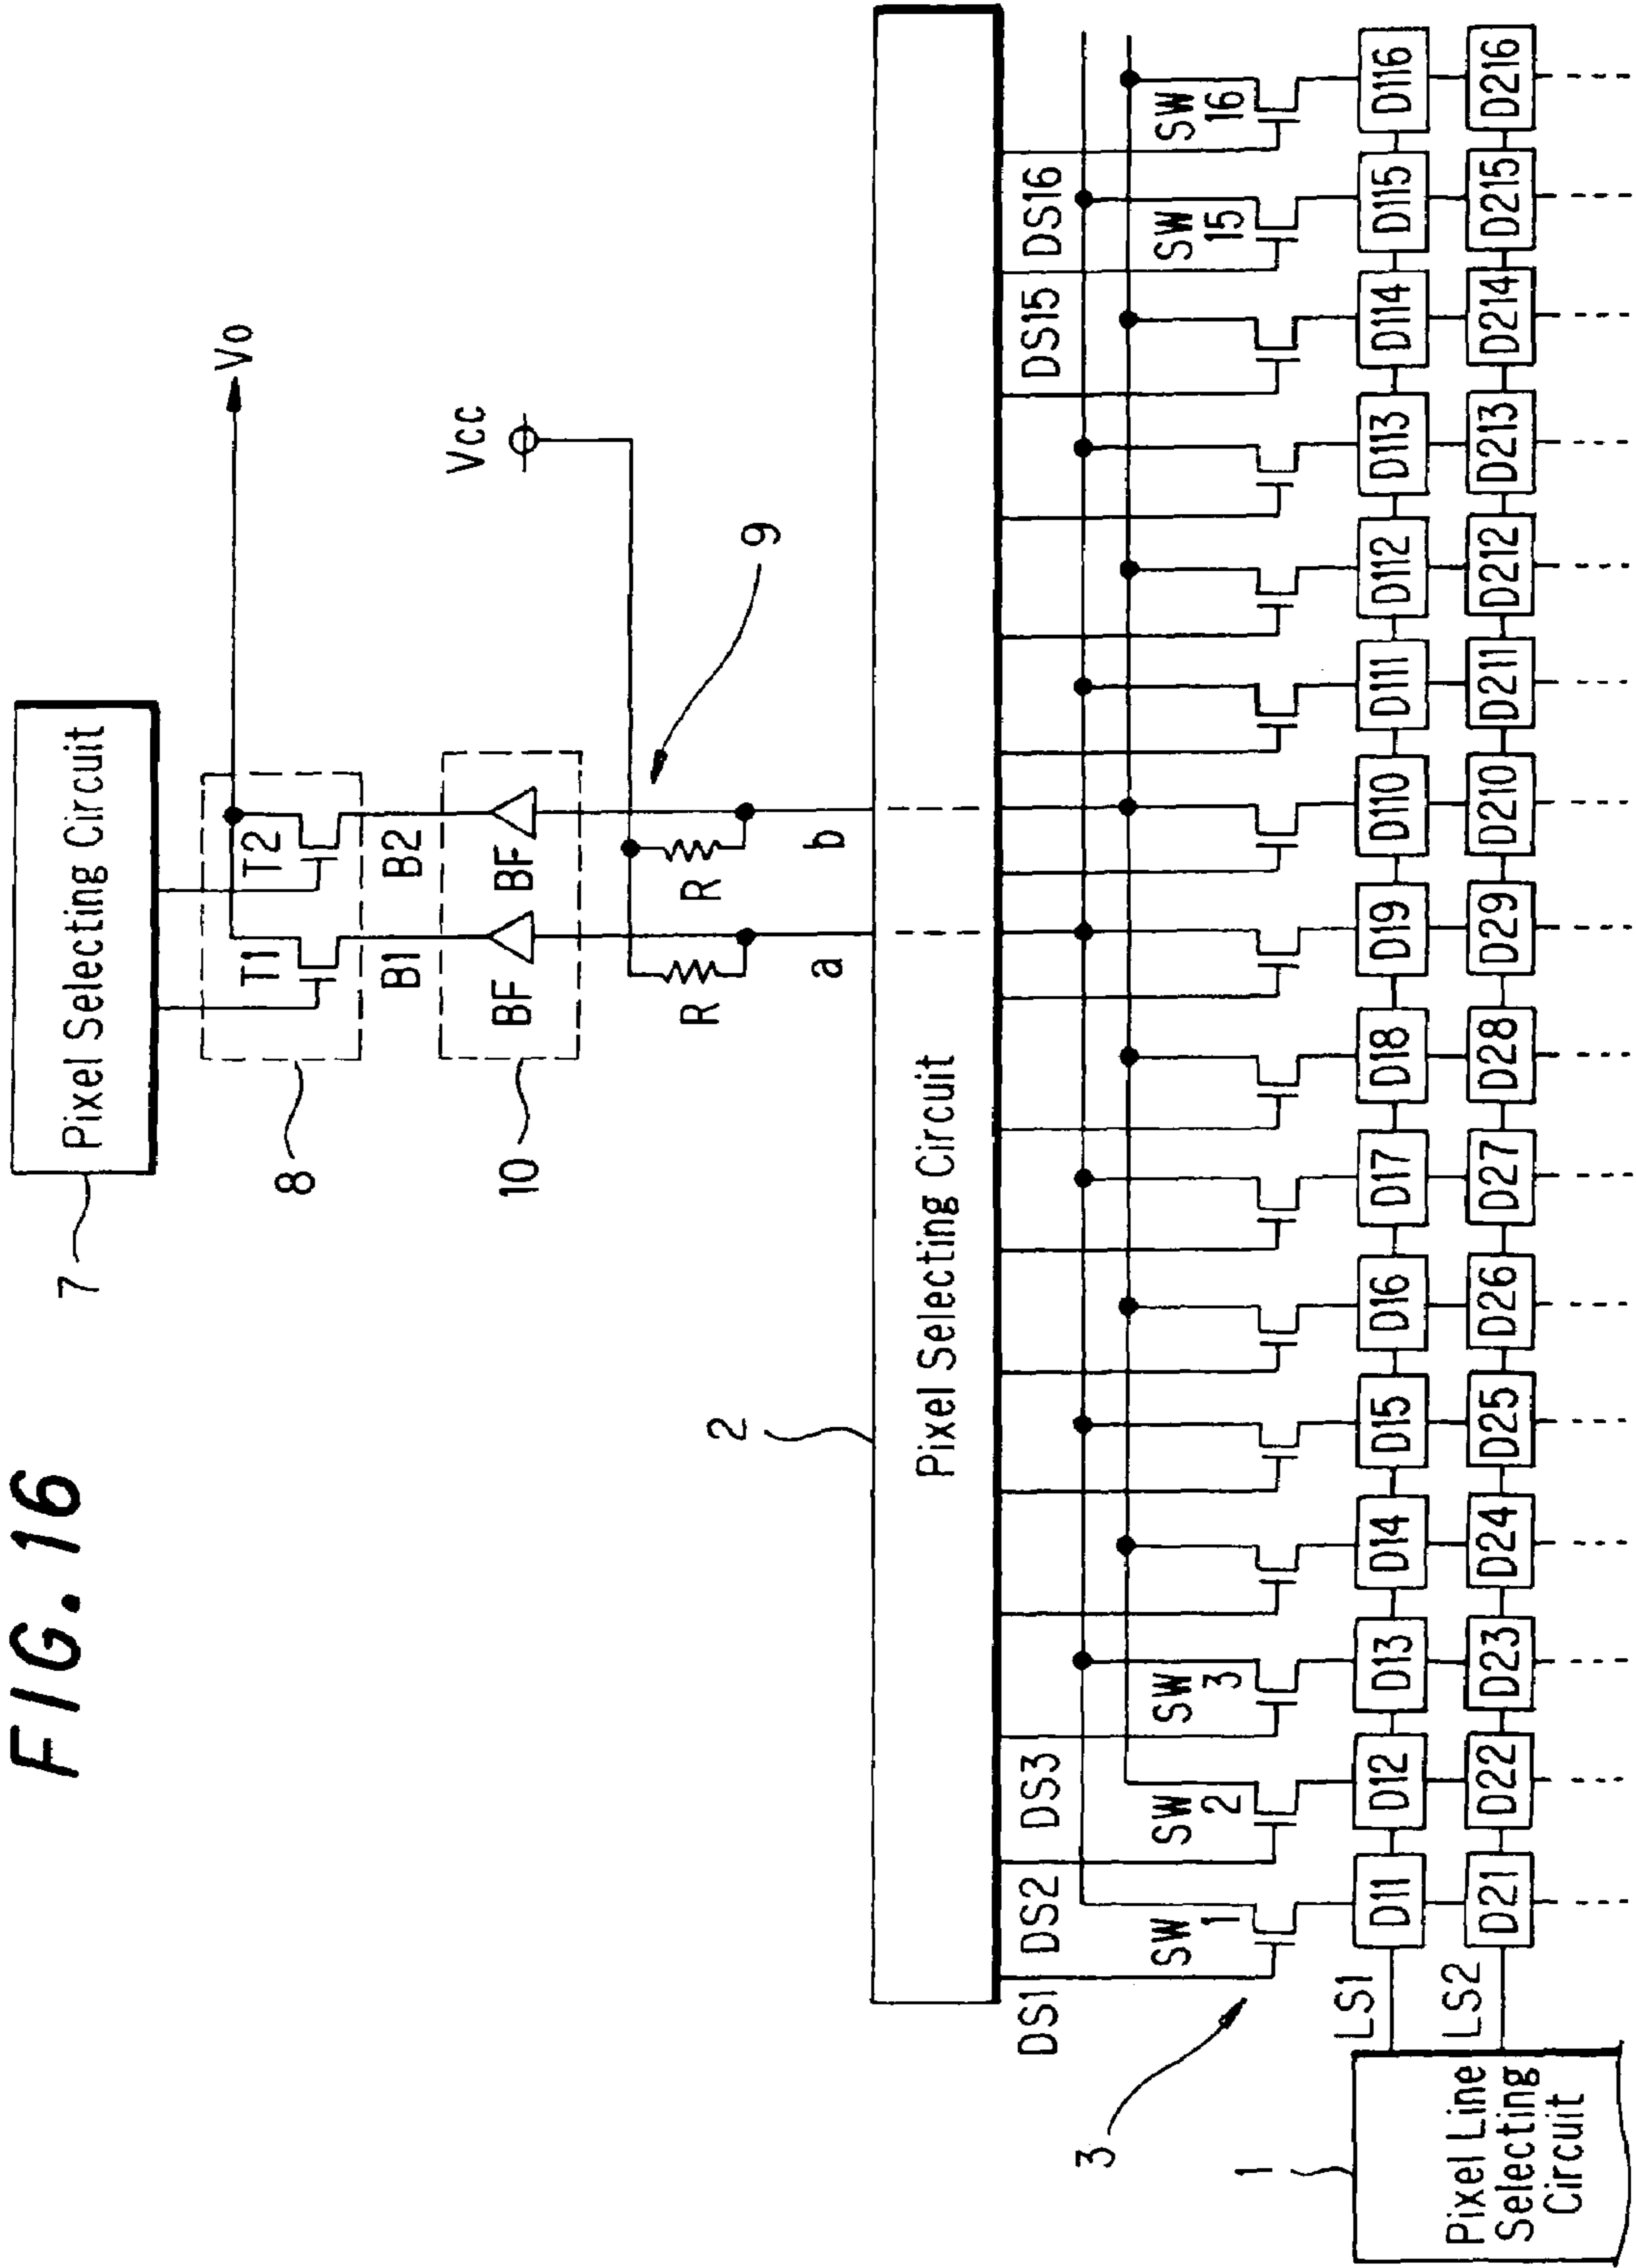 FIG. 16
7
Pixel Selecting Circuit
8
T1
T2
Vo
B1
B2
10
BF
BF
Vcc
R
R
9
a
b
2
Pixel Selecting Circuit
DS1
DS2
DS3
DS15
DS16
3
SW
1
SW
2
SW
3
SW
15
SW
16
1
Pixel Line
Selecting
Circuit
LS1
D11 D12 D13 D14 D15 D16 D17 D18 D19 D110 D111 D112 D113 D114 D115 D116
LS2
D21 D22 D23 D24 D25 D26 D27 D28 D29 D210 D211 D212 D213 D214 D215 D216